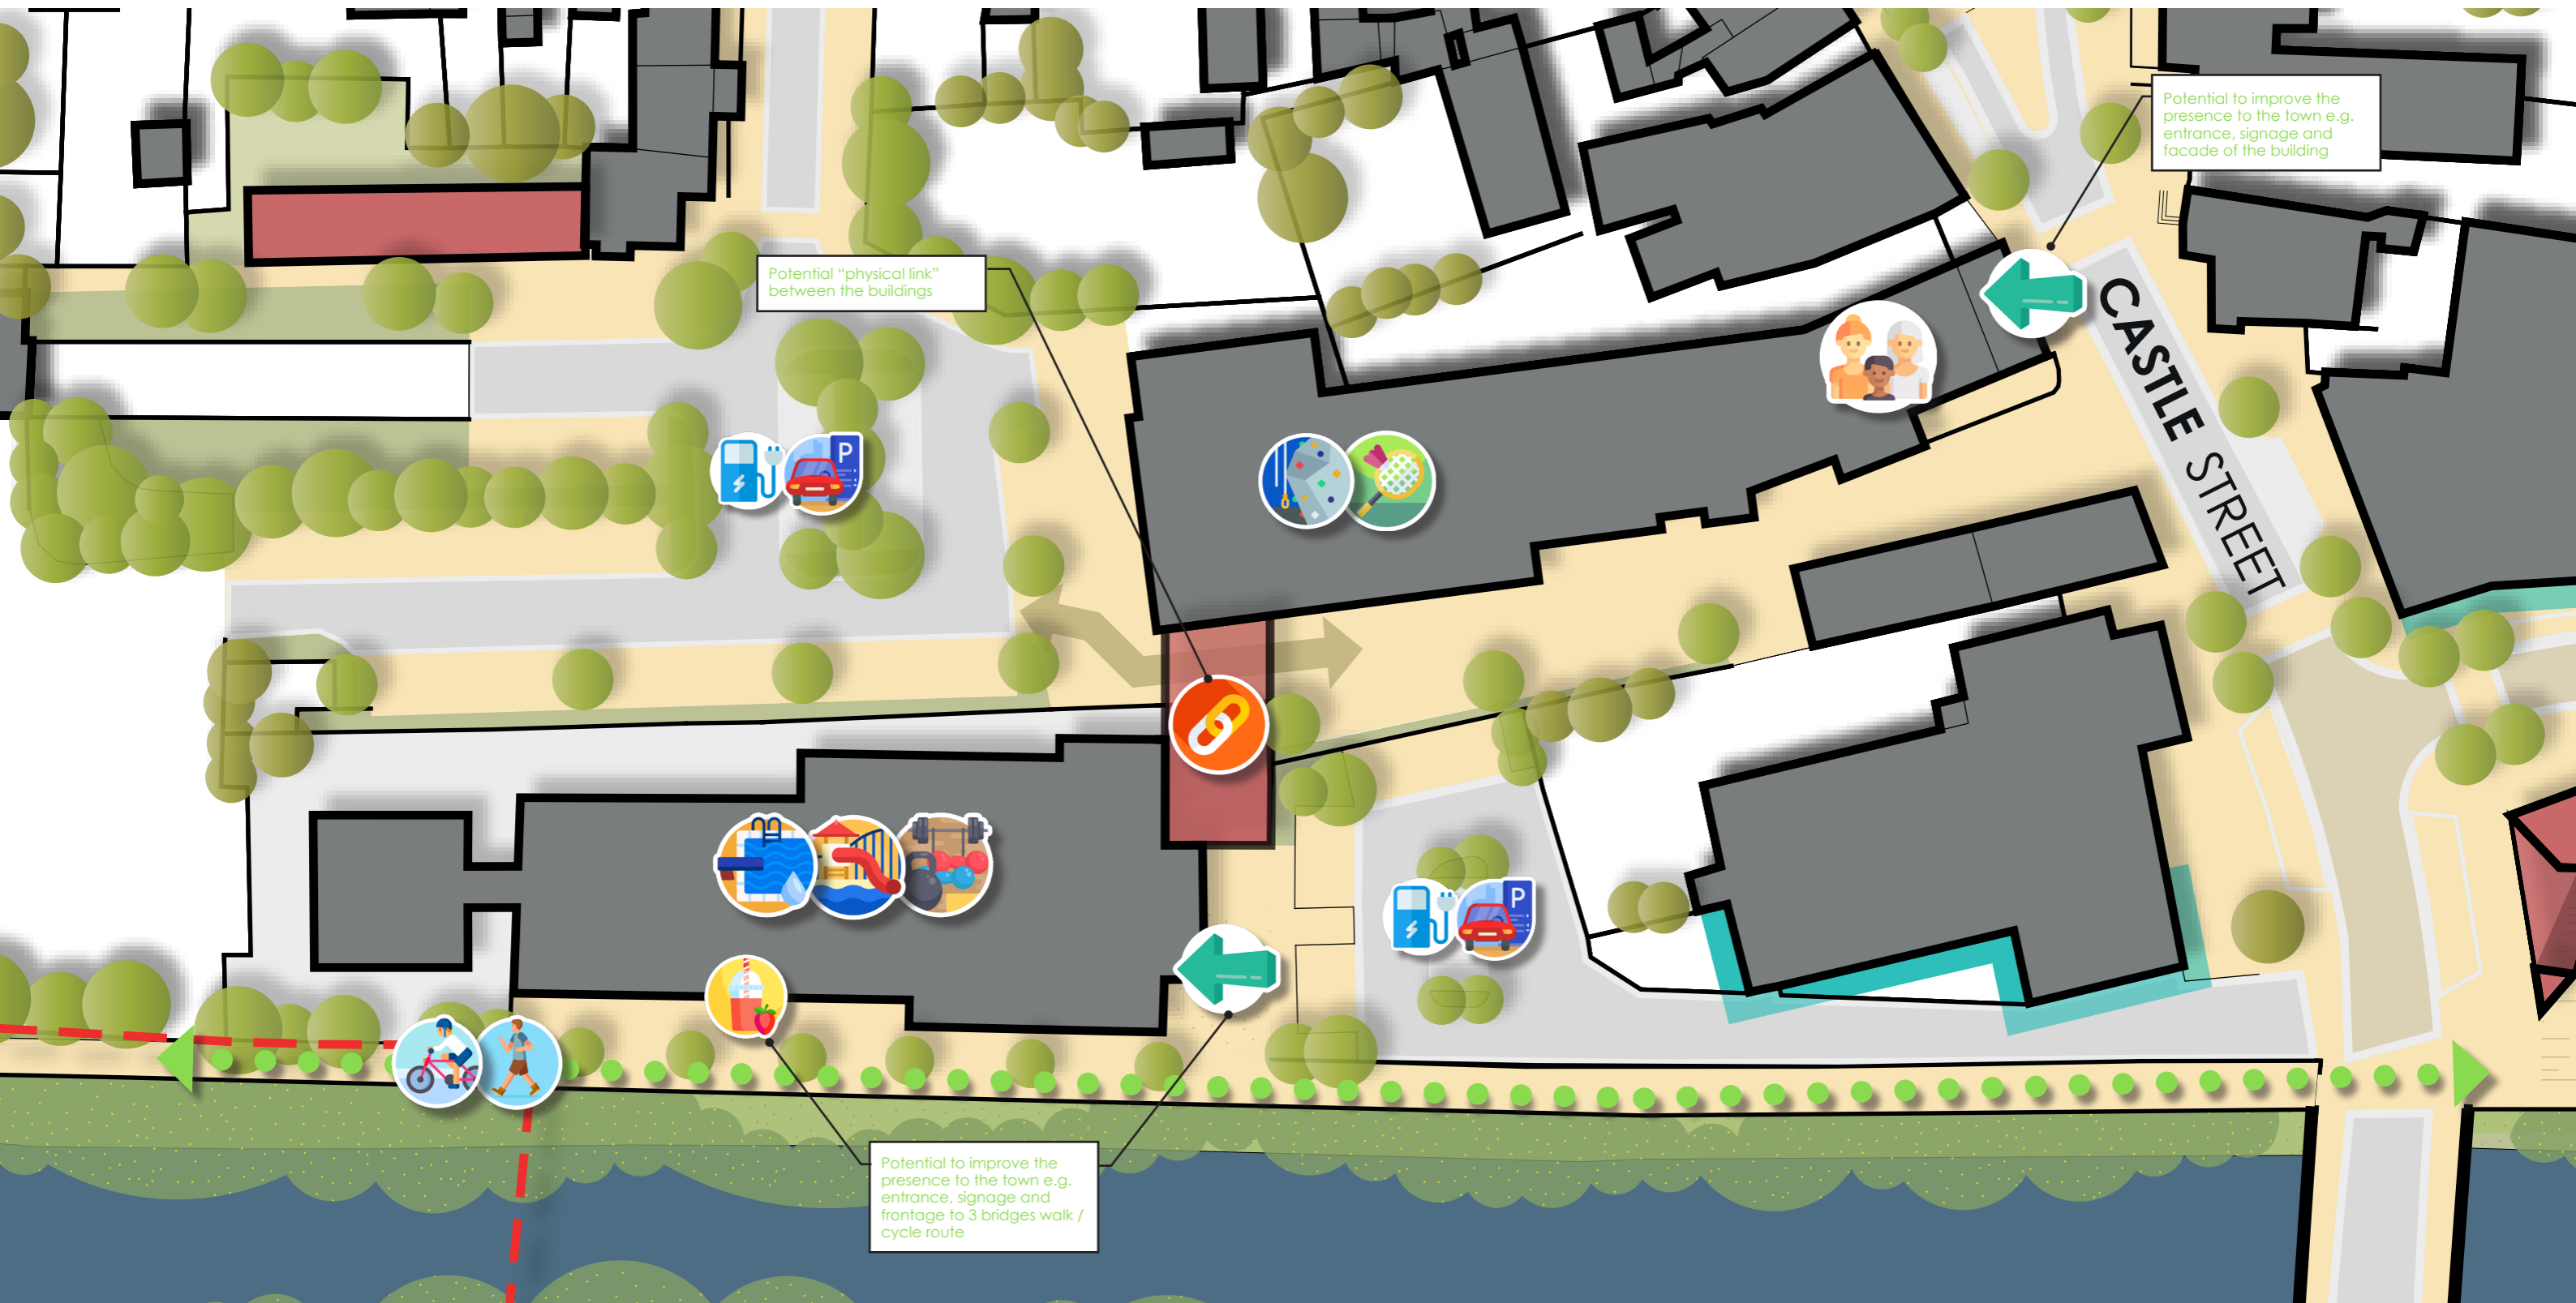 Potential to improve the
presence to the town e.g.
entrance, signage and
facade of the building
Potential “physical link”
between the buildings
CASTLE STREET
P
P
Potential to improve the
presence to the town e.g.
entrance, signage and
frontage to 3 bridges walk /
cycle route